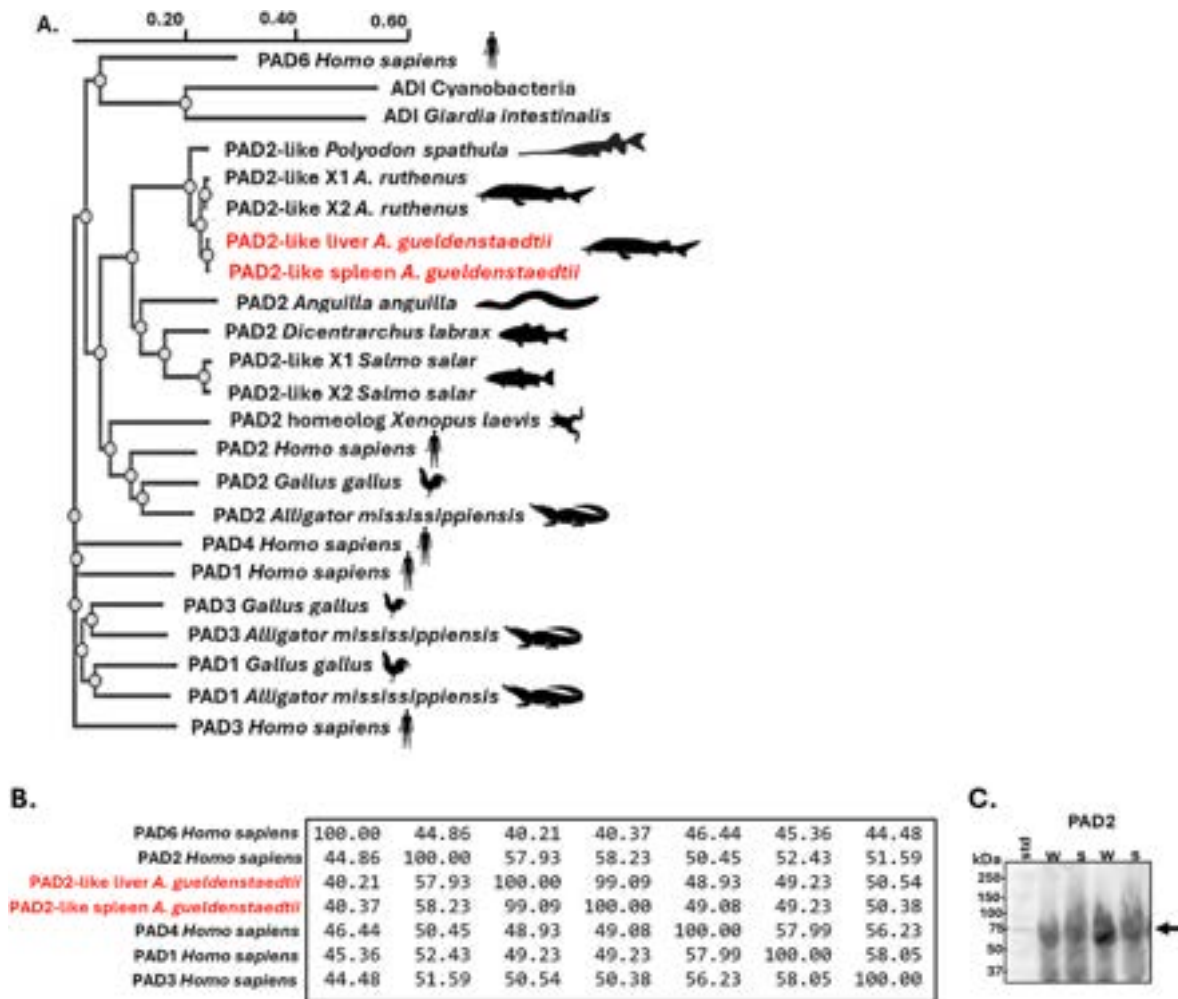 A.
0.20 0.40 0.60
PAD6 Homo sapiens
ADI Cyanobacteria
ADI Giardia intestinalis
PAD2-like Polyodon spathula
PAD2-like X1 A. ruthenus
PAD2-like X2 A. ruthenus
PAD2-like liver A. gueldenstaedtii
PAD2-like spleen A. gueldenstaedtii
PAD2 Anguilla anguilla
PAD2 Dicentrarchus labrax
PAD2-like X1 Salmo salar
PAD2-like X2 Salmo salar
PAD2 homeolog Xenopus laevis
PAD2 Homo sapiens
PAD2 Gallus gallus
PAD2 Alligator mississippiensis
PAD4 Homo sapiens
PAD1 Homo sapiens
PAD3 Gallus gallus
PAD3 Alligator mississippiensis
PAD1 Gallus gallus
PAD1 Alligator mississippiensis
PAD3 Homo sapiens
B.
PAD6 Homo sapiens 100.00 44.86 40.21 40.37 46.44 45.36 44.48
PAD2 Homo sapiens 44.86 100.00 57.93 58.23 50.45 52.43 51.59
PAD2-like liver A. gueldenstaedtii 40.21 57.93 100.00 99.09 48.93 49.23 50.54
PAD2-like spleen A. gueldenstaedtii 40.37 58.23 99.09 100.00 49.08 49.23 50.38
PAD4 Homo sapiens 46.44 50.45 48.93 49.08 100.00 57.99 56.23
PAD1 Homo sapiens 45.36 52.43 49.23 49.23 57.99 100.00 58.05
PAD3 Homo sapiens 44.48 51.59 50.54 50.38 56.23 58.05 100.00
C.
PAD2
kDa std W S W S
250
150
100
75
50
37